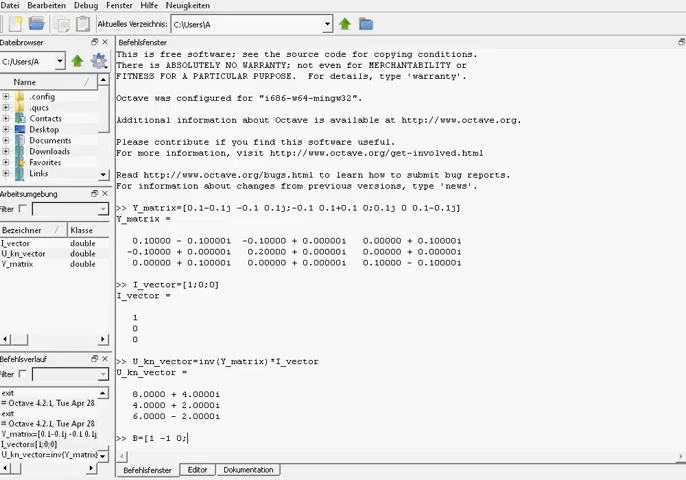 Datei Bearbeiten Debug Fenster Hilfe Neuigkeiten
Aktuelles Verzeichnis: C:\Users\A
Dateibrowser
C:/Users/A
Name
.config
.qucs
Contacts
Desktop
Documents
Downloads
Favorites
Links
Arbeitsumgebung
Filter
Bezeichner Klasse
I_vector double
U_kn_vector double
Y_matrix double
Befehlsverlauf
Filter
exit
# Octave 4.2.1, Tue Apr 28
exit
# Octave 4.2.1, Tue Apr 28
Y_matrix=[0.1-0.1j -0.1 0.1j,
I_vector=[1;0;0]
U_kn_vector=inv(Y_matrix)
Befehlsfenster
This is free software; see the source code for copying conditions.
There is ABSOLUTELY NO WARRANTY; not even for MERCHANTABILITY or
FITNESS FOR A PARTICULAR PURPOSE. For details, type 'warranty'.
Octave was configured for "i686-w64-mingw32".
Additional information about Octave is available at http://www.octave.org.
Please contribute if you find this software useful.
For more information, visit http://www.octave.org/get-involved.html
Read http://www.octave.org/bugs.html to learn how to submit bug reports.
For information about changes from previous versions, type 'news'.
>> Y_matrix=[0.1-0.1j -0.1 0.1j;-0.1 0.1+0.1 0;0.1j 0 0.1-0.1j]
Y_matrix =
0.10000 - 0.10000i -0.10000 + 0.00000i 0.00000 + 0.10000i
-0.10000 + 0.00000i 0.20000 + 0.00000i 0.00000 + 0.00000i
0.00000 + 0.10000i 0.00000 + 0.00000i 0.10000 - 0.10000i
>> I_vector=[1;0;0]
I_vector =
1
0
0
>> U_kn_vector=inv(Y_matrix)*I_vector
U_kn_vector =
8.0000 + 4.0000i
4.0000 + 2.0000i
6.0000 - 2.0000i
>> B=[1 -1 0;
Befehlsfenster Editor Dokumentation